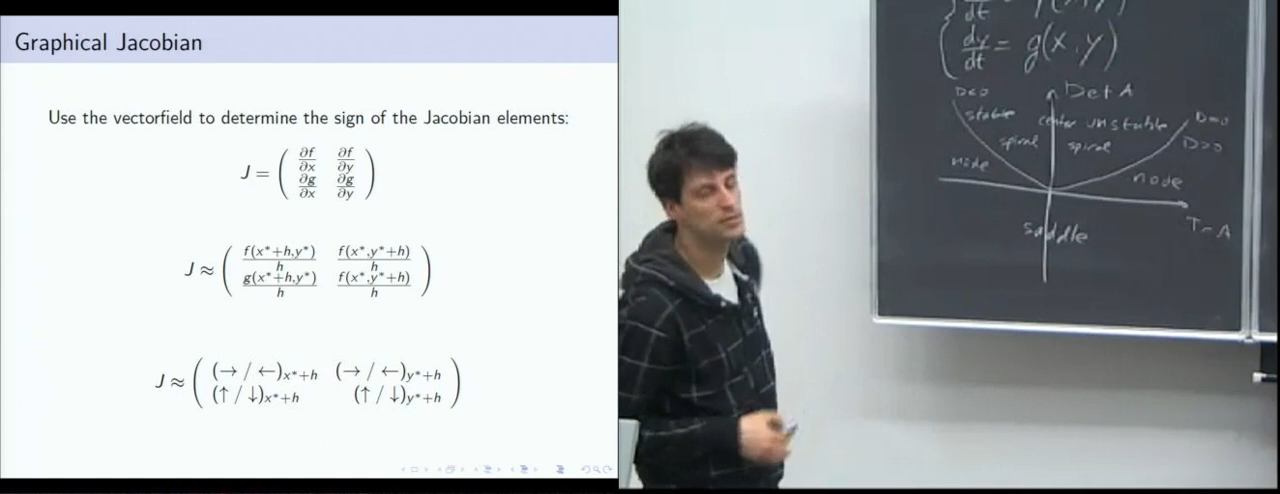 Graphical Jacobian
Use the vectorfield to determine the sign of the Jacobian elements:
J = ( ∂f/∂x ∂f/∂y
∂g/∂x ∂g/∂y )
J ≈ ( f(x*+h,y*)/h f(x*,y*+h)/h
g(x*+h,y*)/h f(x*,y*+h)/h )
J ≈ ( (→ / ←)x*+h (→ / ←)y*+h
(↑ / ↓)x*+h (↑ / ↓)y*+h )
dt
{ dy/dt = g(x,y)
D<0 Det A
stable center unstable D=0
spiral spiral D>0
node node
Tr A
saddle